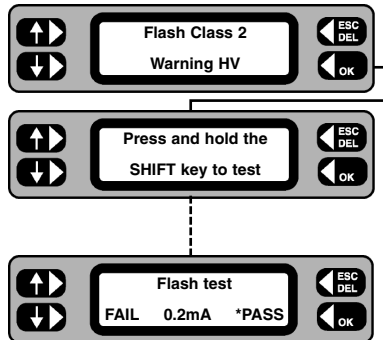 Flash Class 2
Warning HV
ESC
DEL
OK
Press and hold the
SHIFT key to test
ESC
DEL
OK
Flash test
FAIL 0.2mA *PASS
ESC
DEL
OK